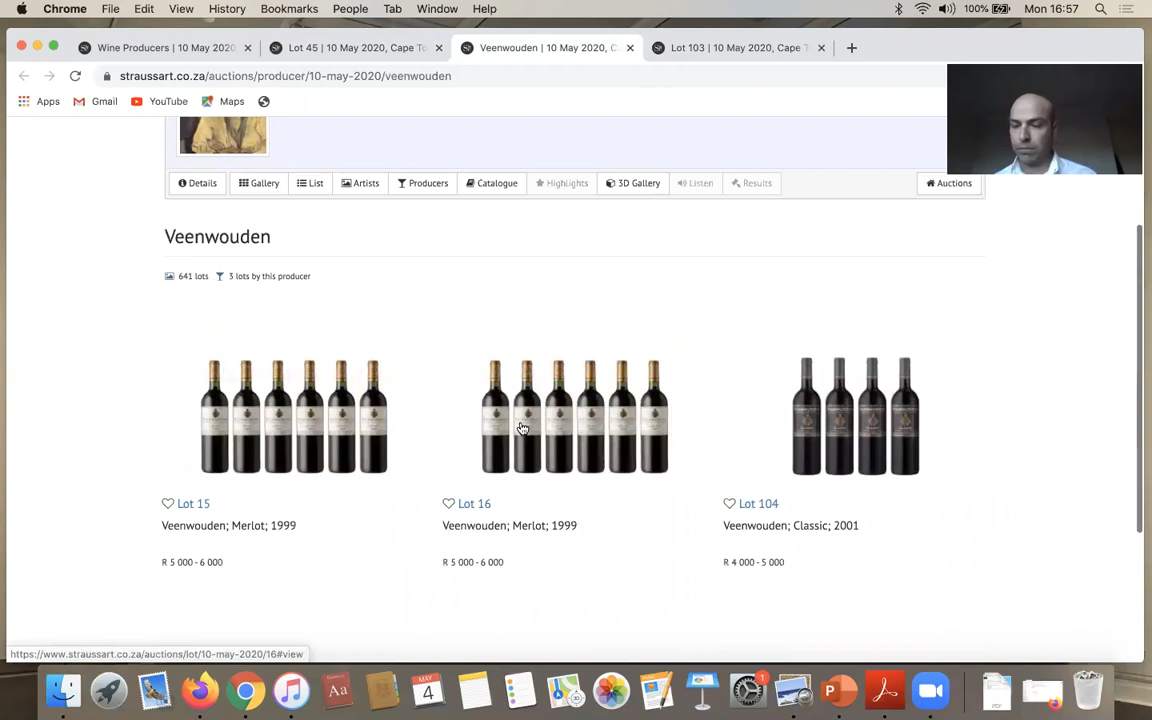 Chrome File Edit View History Bookmarks People Tab Window Help 100% Mon 16:57
Wine Producers | 10 May 2020, Lot 45 | 10 May 2020, Cape To Veenwouden | 10 May 2020, C Lot 103 | 10 May 2020, Cape T
straussart.co.za/auctions/producer/10-may-2020/veenwouden
Apps Gmail YouTube Maps
Details Gallery List Artists Producers Catalogue Highlights 3D Gallery Listen Results Auctions
Veenwouden
641 lots 3 lots by this producer
Lot 15 Lot 16 Lot 104
Veenwouden; Merlot; 1999 Veenwouden; Merlot; 1999 Veenwouden; Classic; 2001
R 5 000 - 6 000 R 5 000 - 6 000 R 4 000 - 5 000
https://www.straussart.co.za/auctions/lot/10-may-2020/16#view
Aa MAY 4 1 P PDF